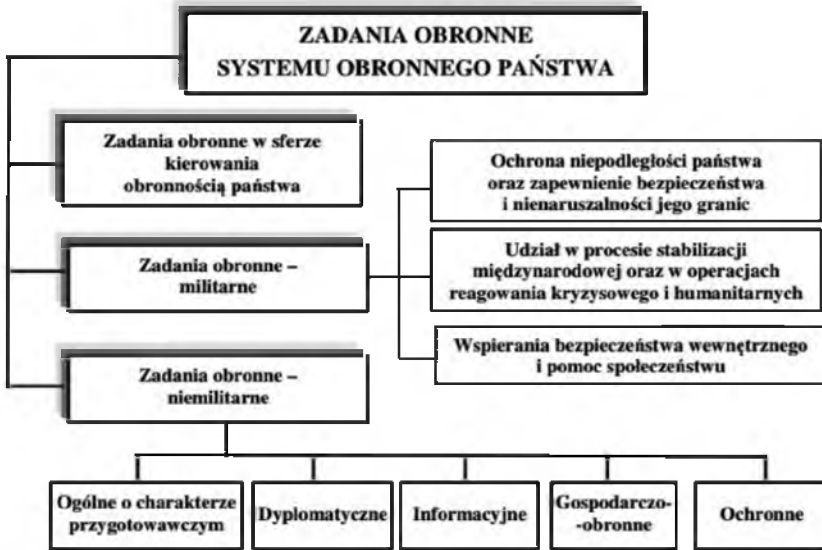 ZADANIA OBRONNE
SYSTEMU OBRONNEGO PAŃSTWA
Zadania obronne w sferze
kierowania
obronnością państwa
Zadania obronne –
militarne
Zadania obronne –
niemilitarne
Ochrona niepodległości państwa
oraz zapewnienie bezpieczeństwa
i nienaruszalności jego granic
Udział w procesie stabilizacji
międzynarodowej oraz w operacjach
reagowania kryzysowego i humanitarnych
Wspierania bezpieczeństwa wewnętrznego
i pomoc społeczeństwu
Ogólne o charakterze
przygotowawczym
Dyplomatyczne
Informacyjne
Gospodarczo-
-obronne
Ochronne